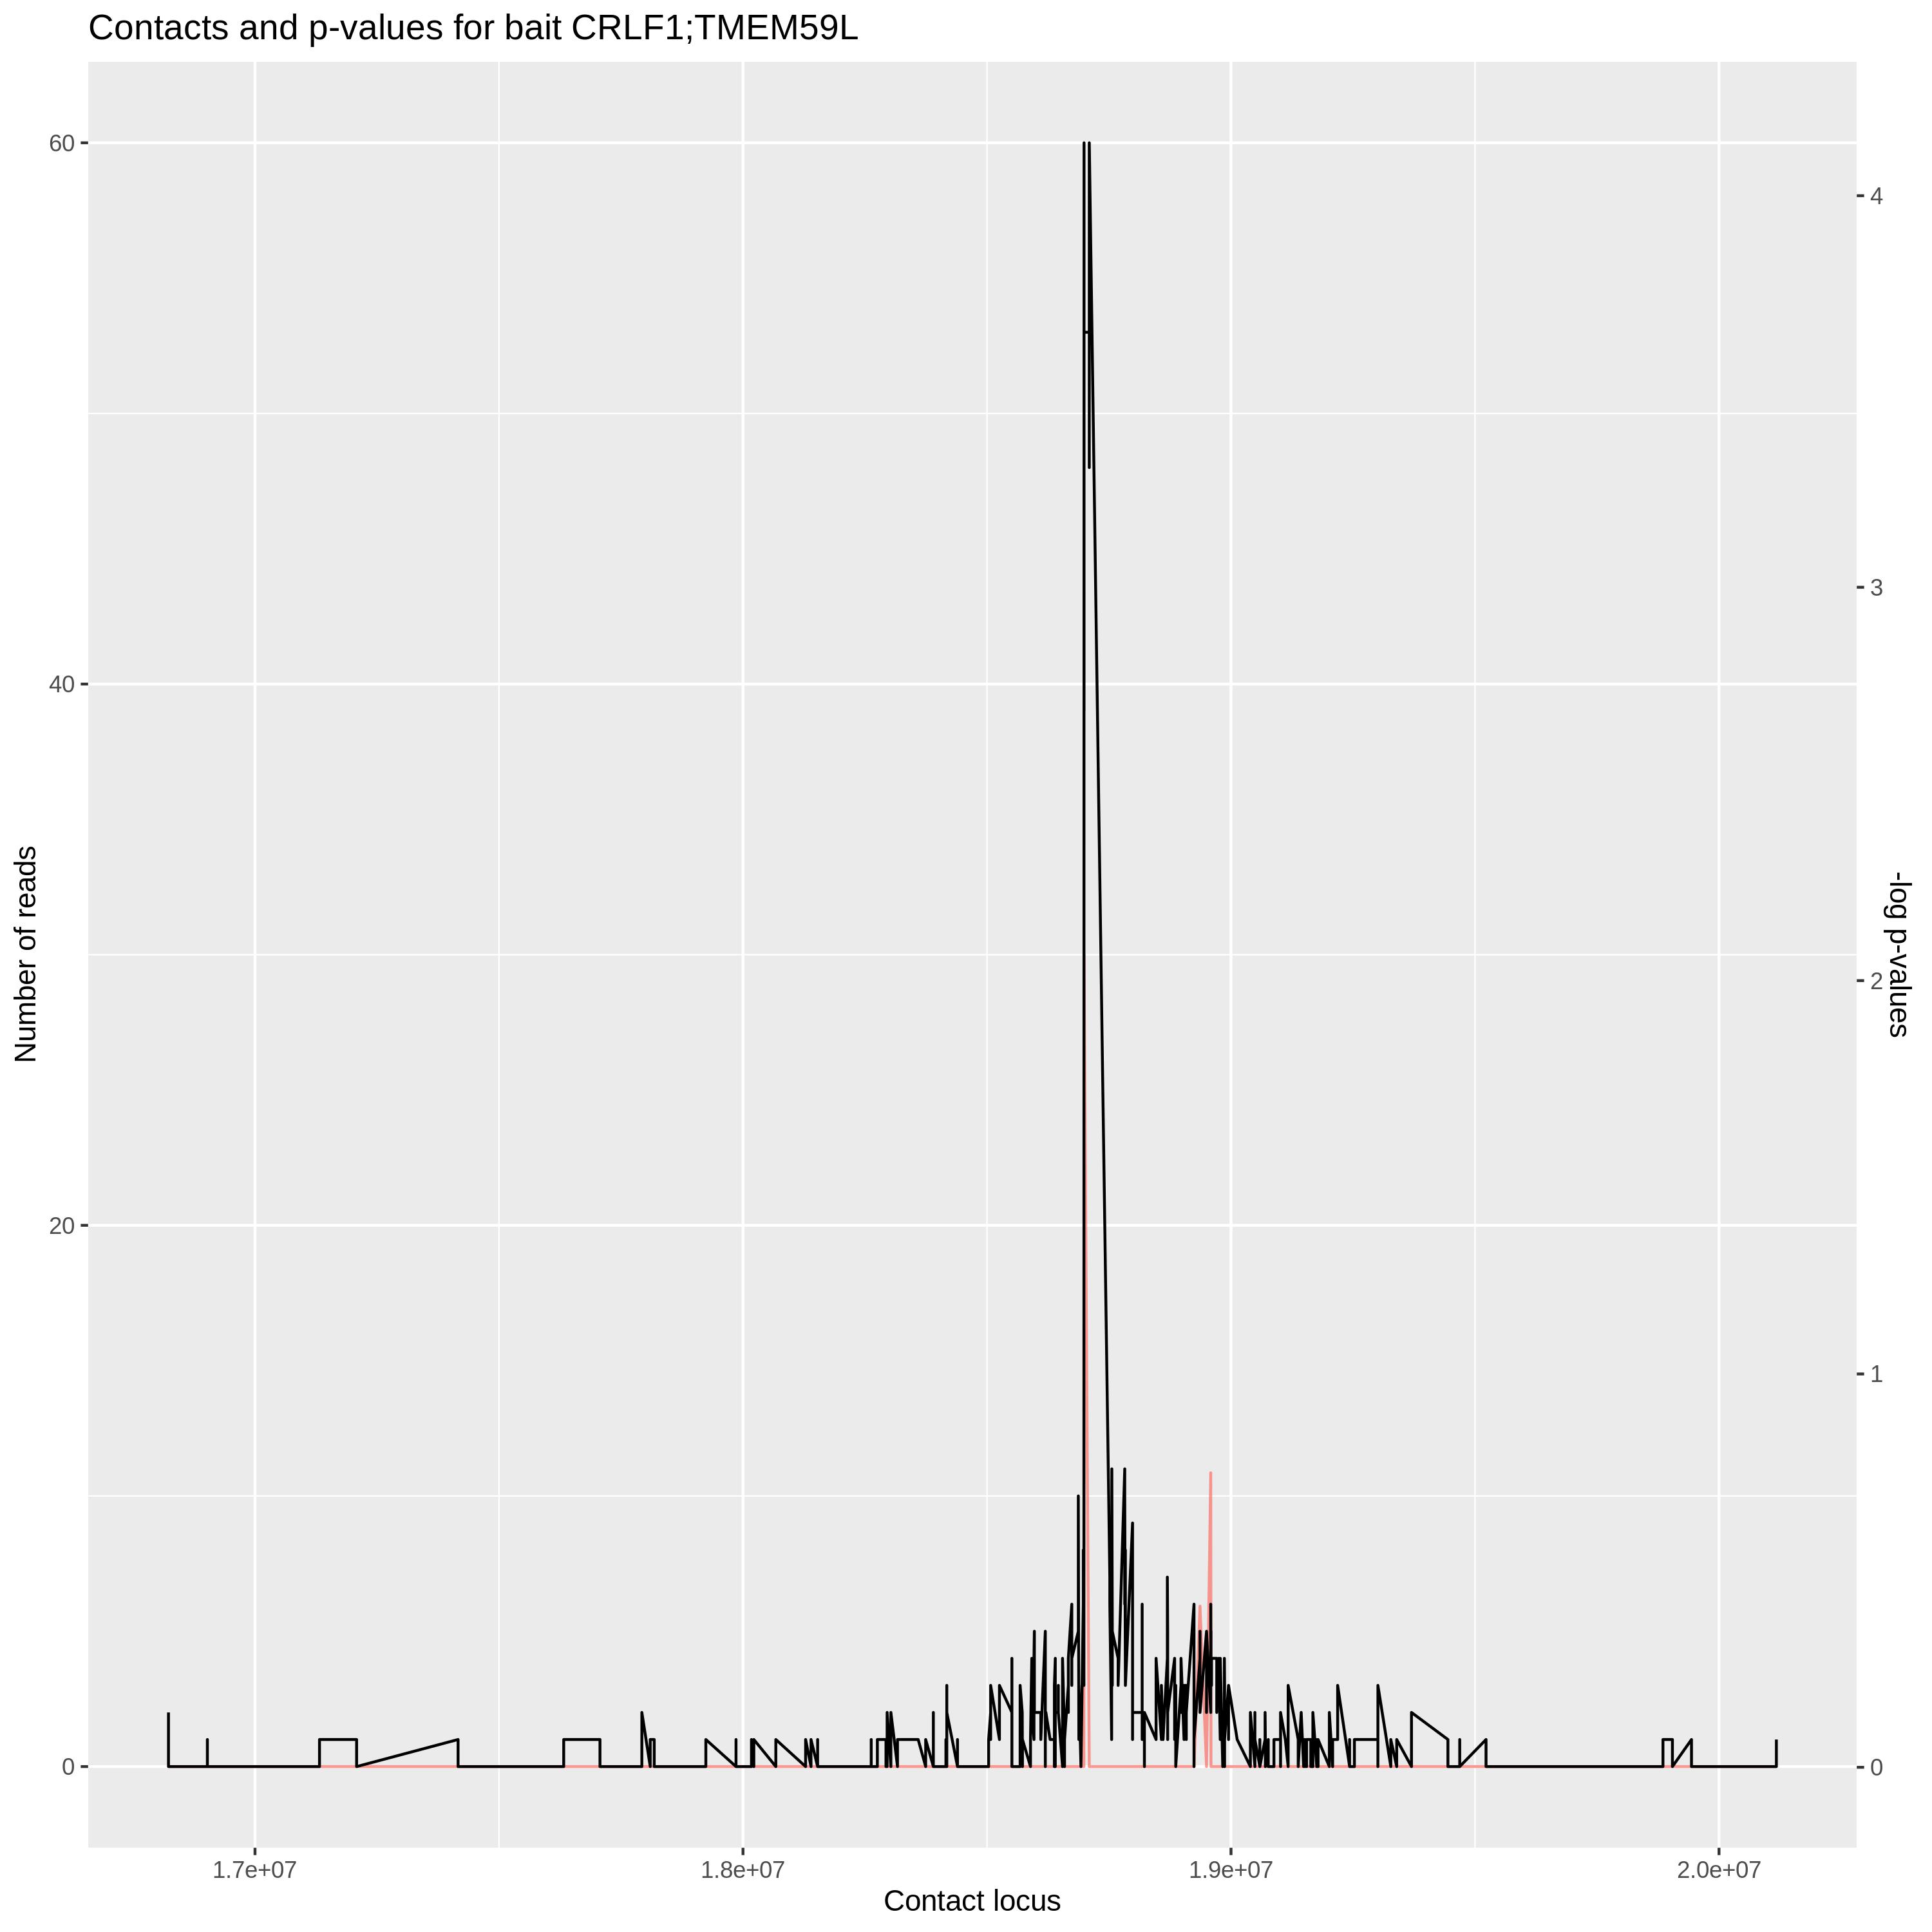 Contacts and p-values for bait CRLF1;TMEM59L
60
40
20
0
Number of reads
4
3
2
1
0
-log p-values
1.7e+07 1.8e+07 1.9e+07 2.0e+07
Contact locus